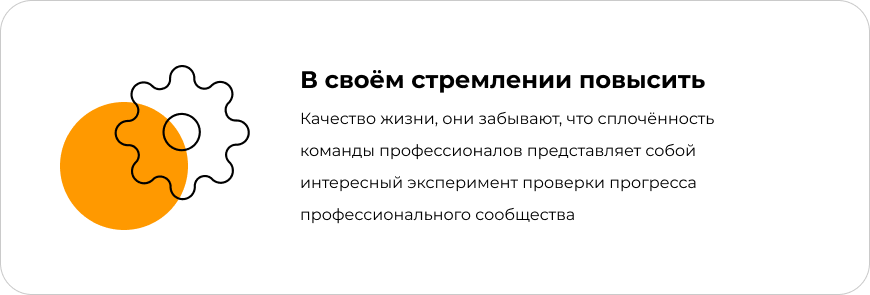 В своём стремлении повысить
Качество жизни, они забывают, что сплочённость
команды профессионалов представляет собой
интересный эксперимент проверки прогресса
профессионального сообщества